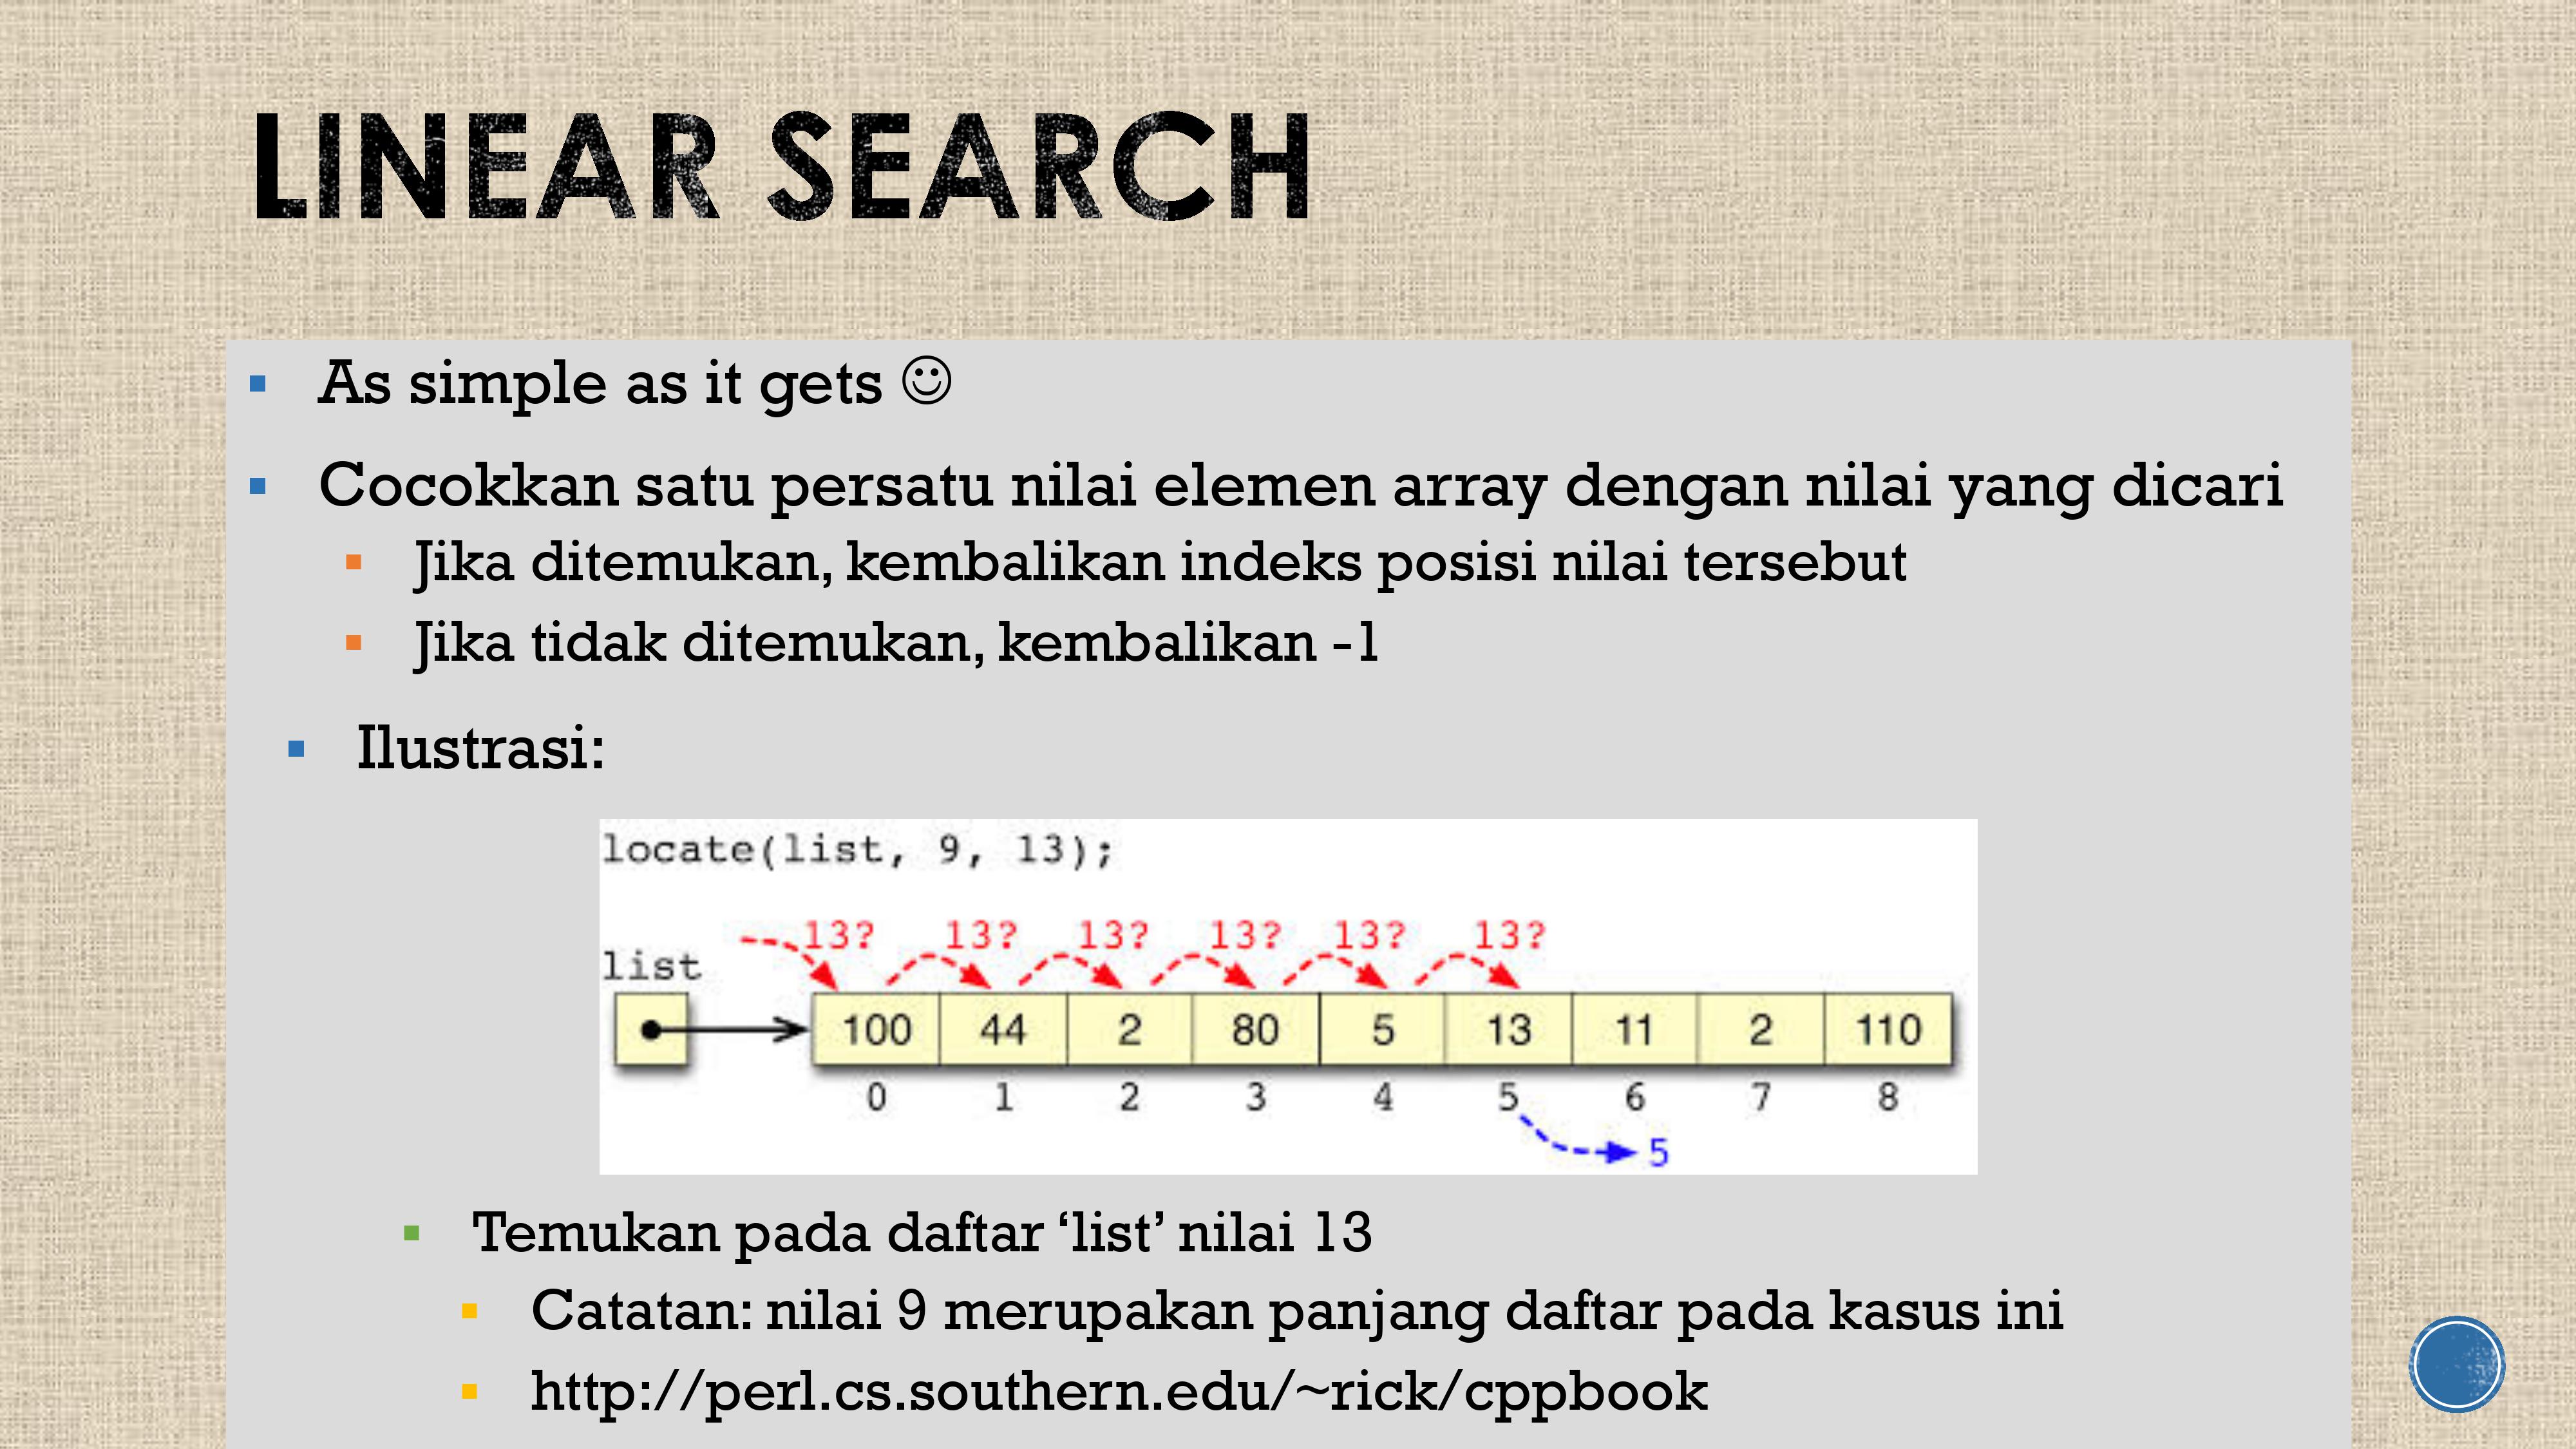 LINEAR SEARCH
As simple as it gets ☺
Cocokkan satu persatu nilai elemen array dengan nilai yang dicari
Jika ditemukan, kembalikan indeks posisi nilai tersebut
Jika tidak ditemukan, kembalikan -1
Ilustrasi:
locate(list, 9, 13);
13? 13? 13? 13? 13? 13?
list
100 44 2 80 5 13 11 2 110
0 1 2 3 4 5 6 7 8
5
Temukan pada daftar ‘list’ nilai 13
Catatan: nilai 9 merupakan panjang daftar pada kasus ini
http://perl.cs.southern.edu/~rick/cppbook